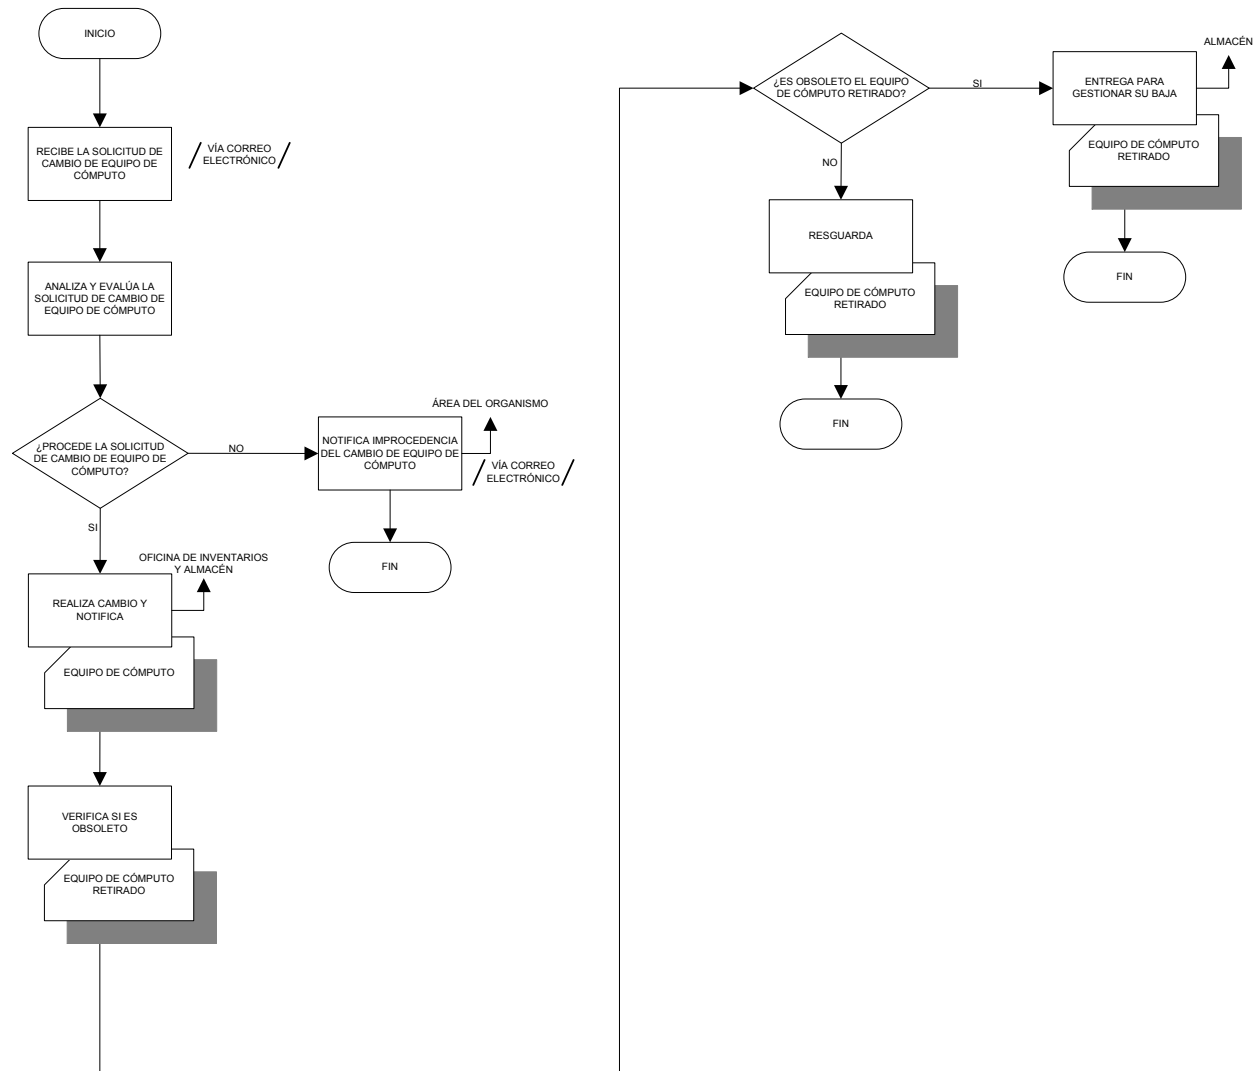 INICIO
RECIBE LA SOLICITUD DE
CAMBIO DE EQUIPO DE
CÓMPUTO
VÍA CORREO
ELECTRÓNICO
ANALIZA Y EVALÚA LA
SOLICITUD DE CAMBIO DE
EQUIPO DE CÓMPUTO
¿PROCEDE LA SOLICITUD
DE CAMBIO DE EQUIPO DE
CÓMPUTO?
NO
NOTIFICA IMPROCEDENCIA
DEL CAMBIO DE EQUIPO DE
CÓMPUTO
ÁREA DEL ORGANISMO
VÍA CORREO
ELECTRÓNICO
FIN
SI
REALIZA CAMBIO Y
NOTIFICA
OFICINA DE INVENTARIOS
Y ALMACÉN
EQUIPO DE CÓMPUTO
VERIFICA SI ES
OBSOLETO
EQUIPO DE CÓMPUTO
RETIRADO
¿ES OBSOLETO EL EQUIPO
DE CÓMPUTO RETIRADO?
SI
ENTREGA PARA
GESTIONAR SU BAJA
ALMACÉN
EQUIPO DE CÓMPUTO
RETIRADO
FIN
NO
RESGUARDA
EQUIPO DE CÓMPUTO
RETIRADO
FIN